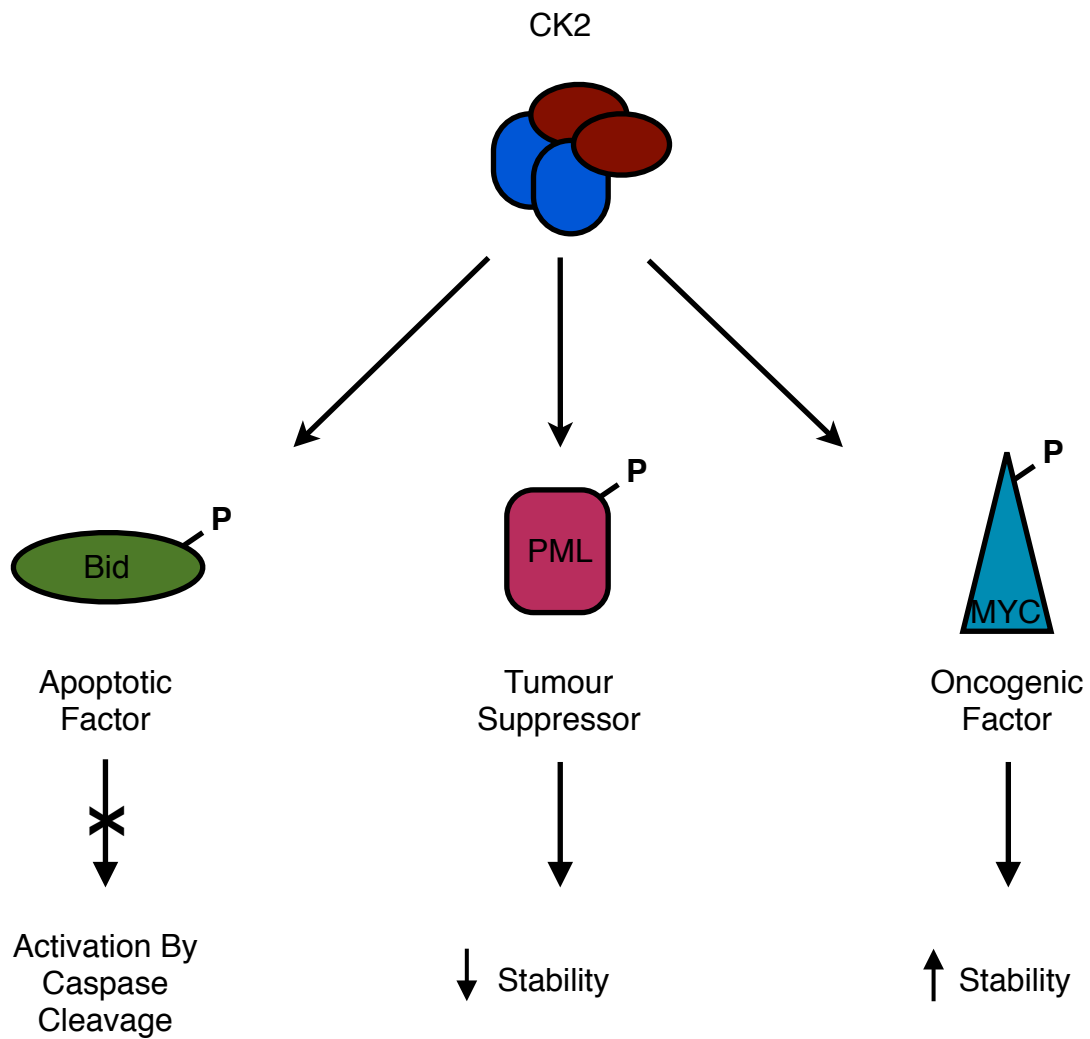 CK2
P
Bid
Apoptotic
Factor
Activation By
Caspase
Cleavage
P
PML
Tumour
Suppressor
Stability
P
MYC
Oncogenic
Factor
Stability